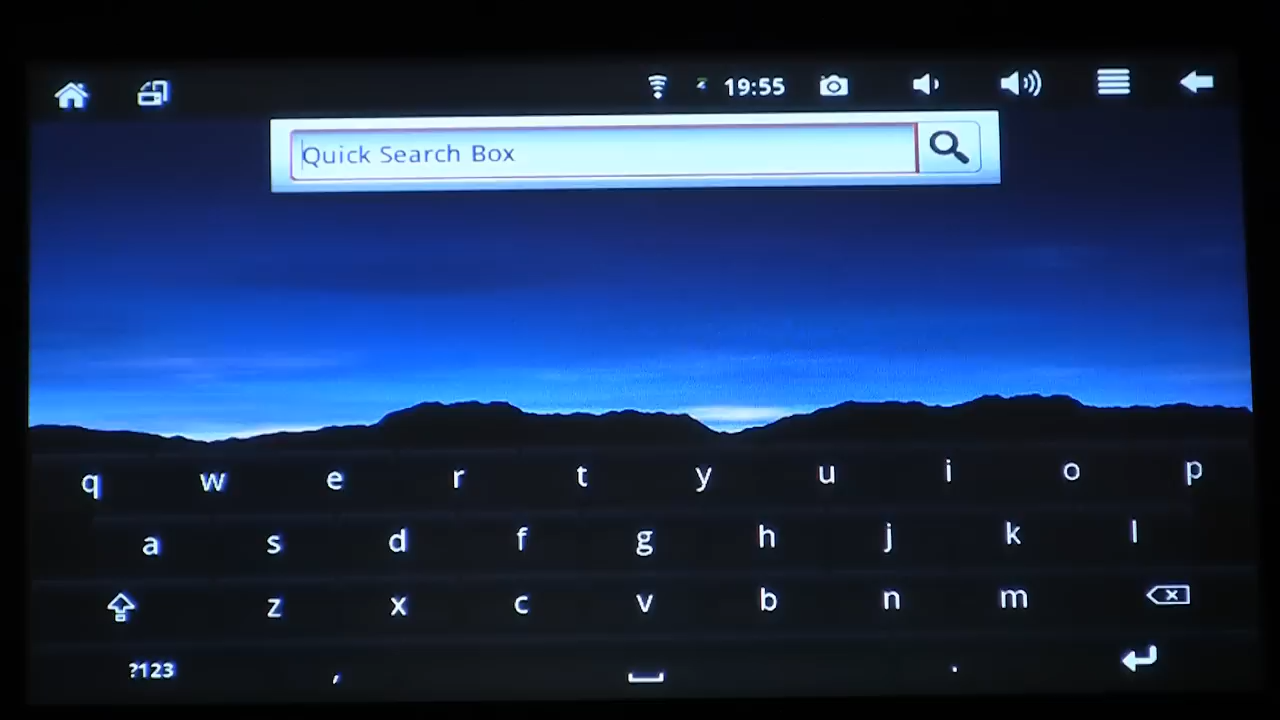 19:55
Quick Search Box
q w e r t y u i o p
a s d f g h j k l
z x c v b n m
?123 , .